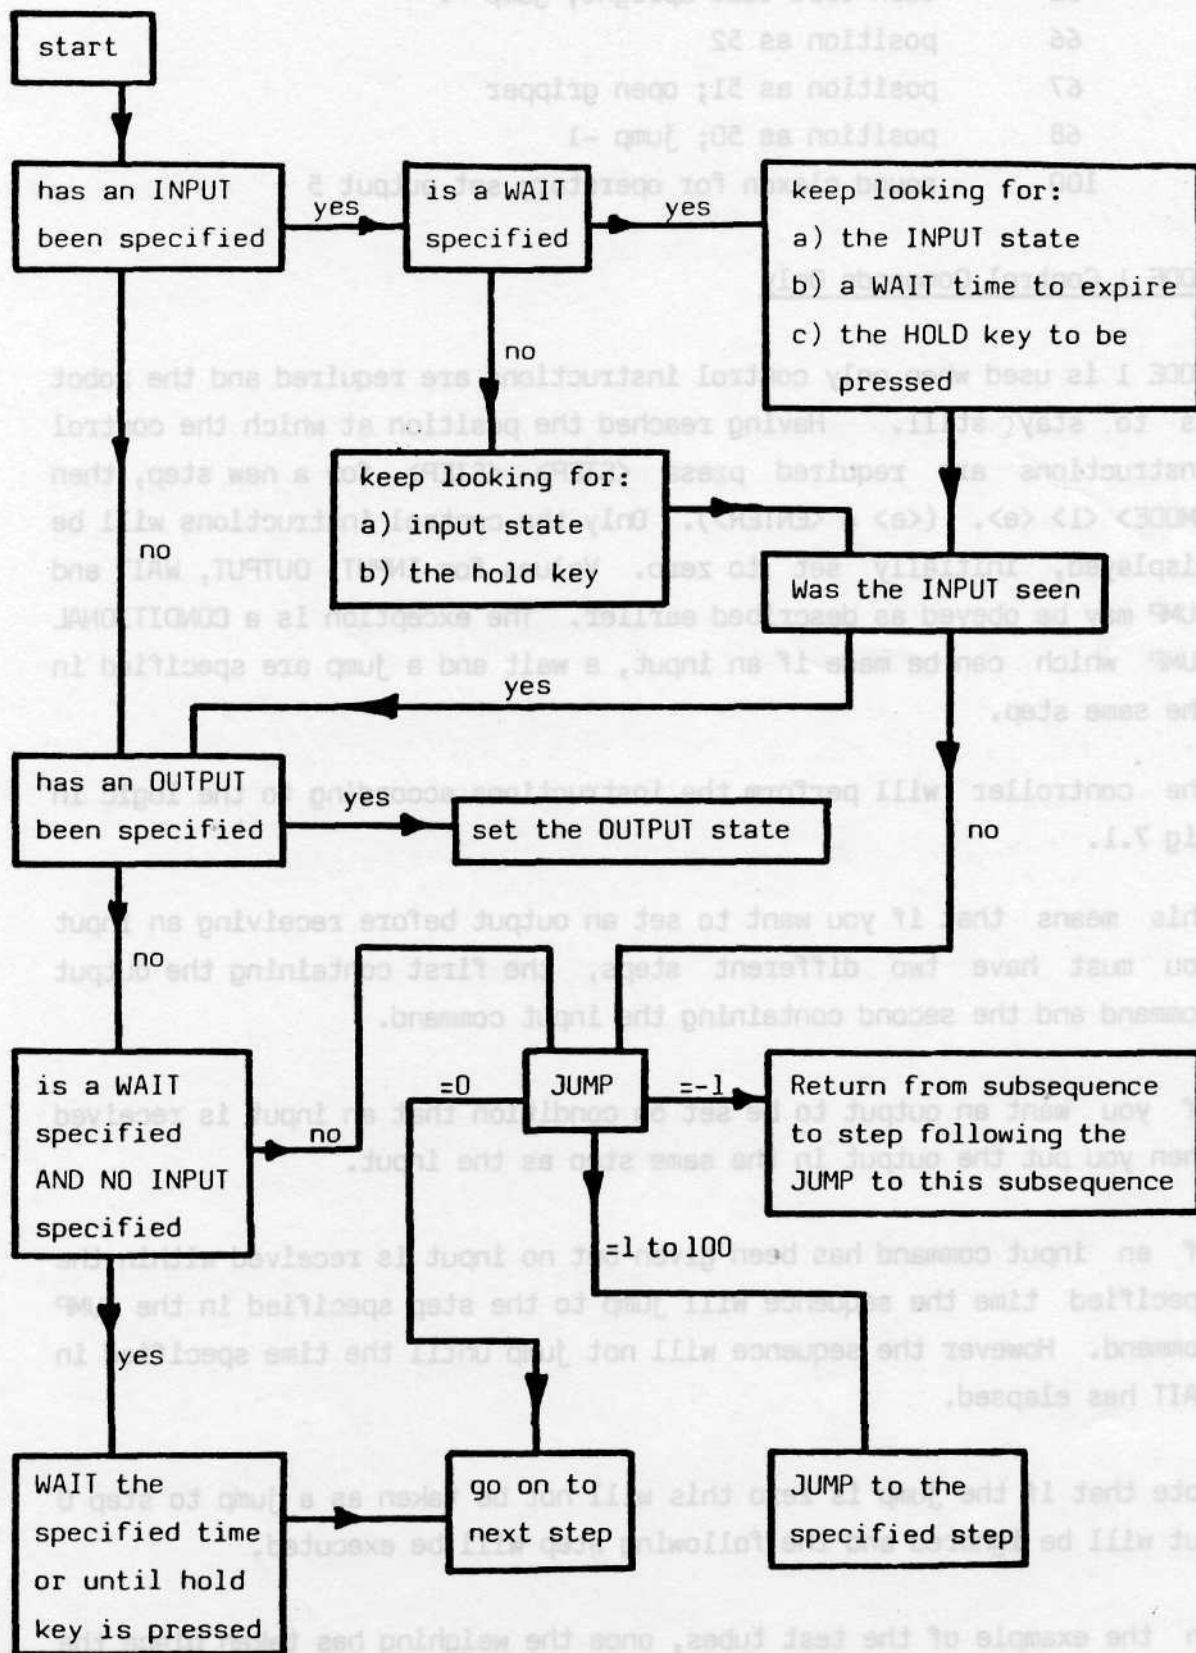 start
has an INPUT
been specified
yes
is a WAIT
specified
yes
keep looking for:
a) the INPUT state
b) a WAIT time to expire
c) the HOLD key to be
pressed
no
no
keep looking for:
a) input state
b) the hold key
Was the INPUT seen
yes
no
has an OUTPUT
been specified
yes
set the OUTPUT state
no
is a WAIT
specified
AND NO INPUT
specified
no
JUMP
=0
=-1
Return from subsequence
to step following the
JUMP to this subsequence
=1 to 100
yes
WAIT the
specified time
or until hold
key is pressed
go on to
next step
JUMP to the
specified step